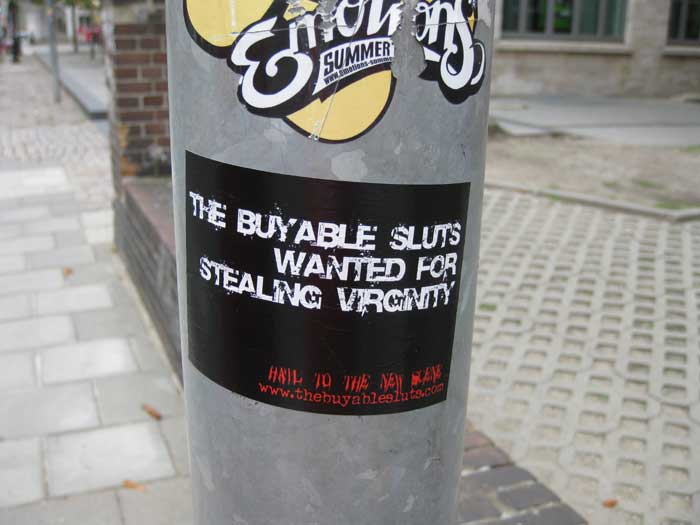 Emotions
SUMMER
THE BUYABLE SLUTS
WANTED FOR
STEALING VIRGINITY
HAIL TO THE NEW SCENE
www.thebuyablesluts.com